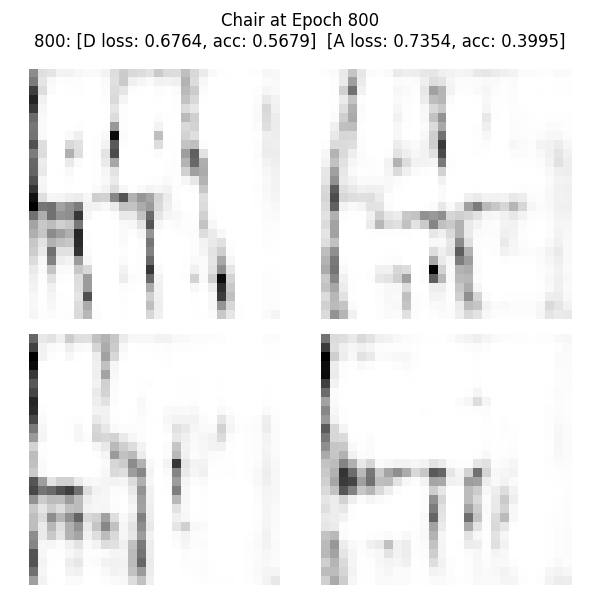 Chair at Epoch 800
800: [D loss: 0.6764, acc: 0.5679]  [A loss: 0.7354, acc: 0.3995]